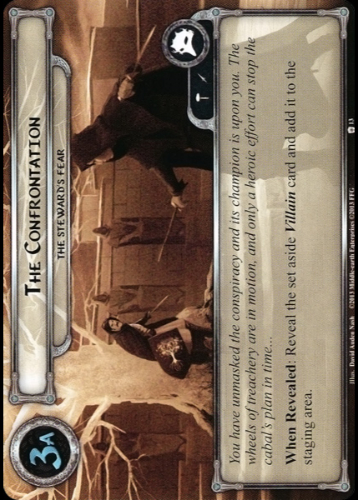 3A
THE CONFRONTATION
THE STEWARD'S FEAR
You have unmasked the conspiracy and its champion is upon you. The
wheels of treachery are in motion, and only a heroic effort can stop the
cabal's plan in time...
When Revealed: Reveal the set aside Villain card and add it to the
staging area.
Illus. David Auden Nash ©2013 Middle-earth Enterprises ©2013 FFG 13